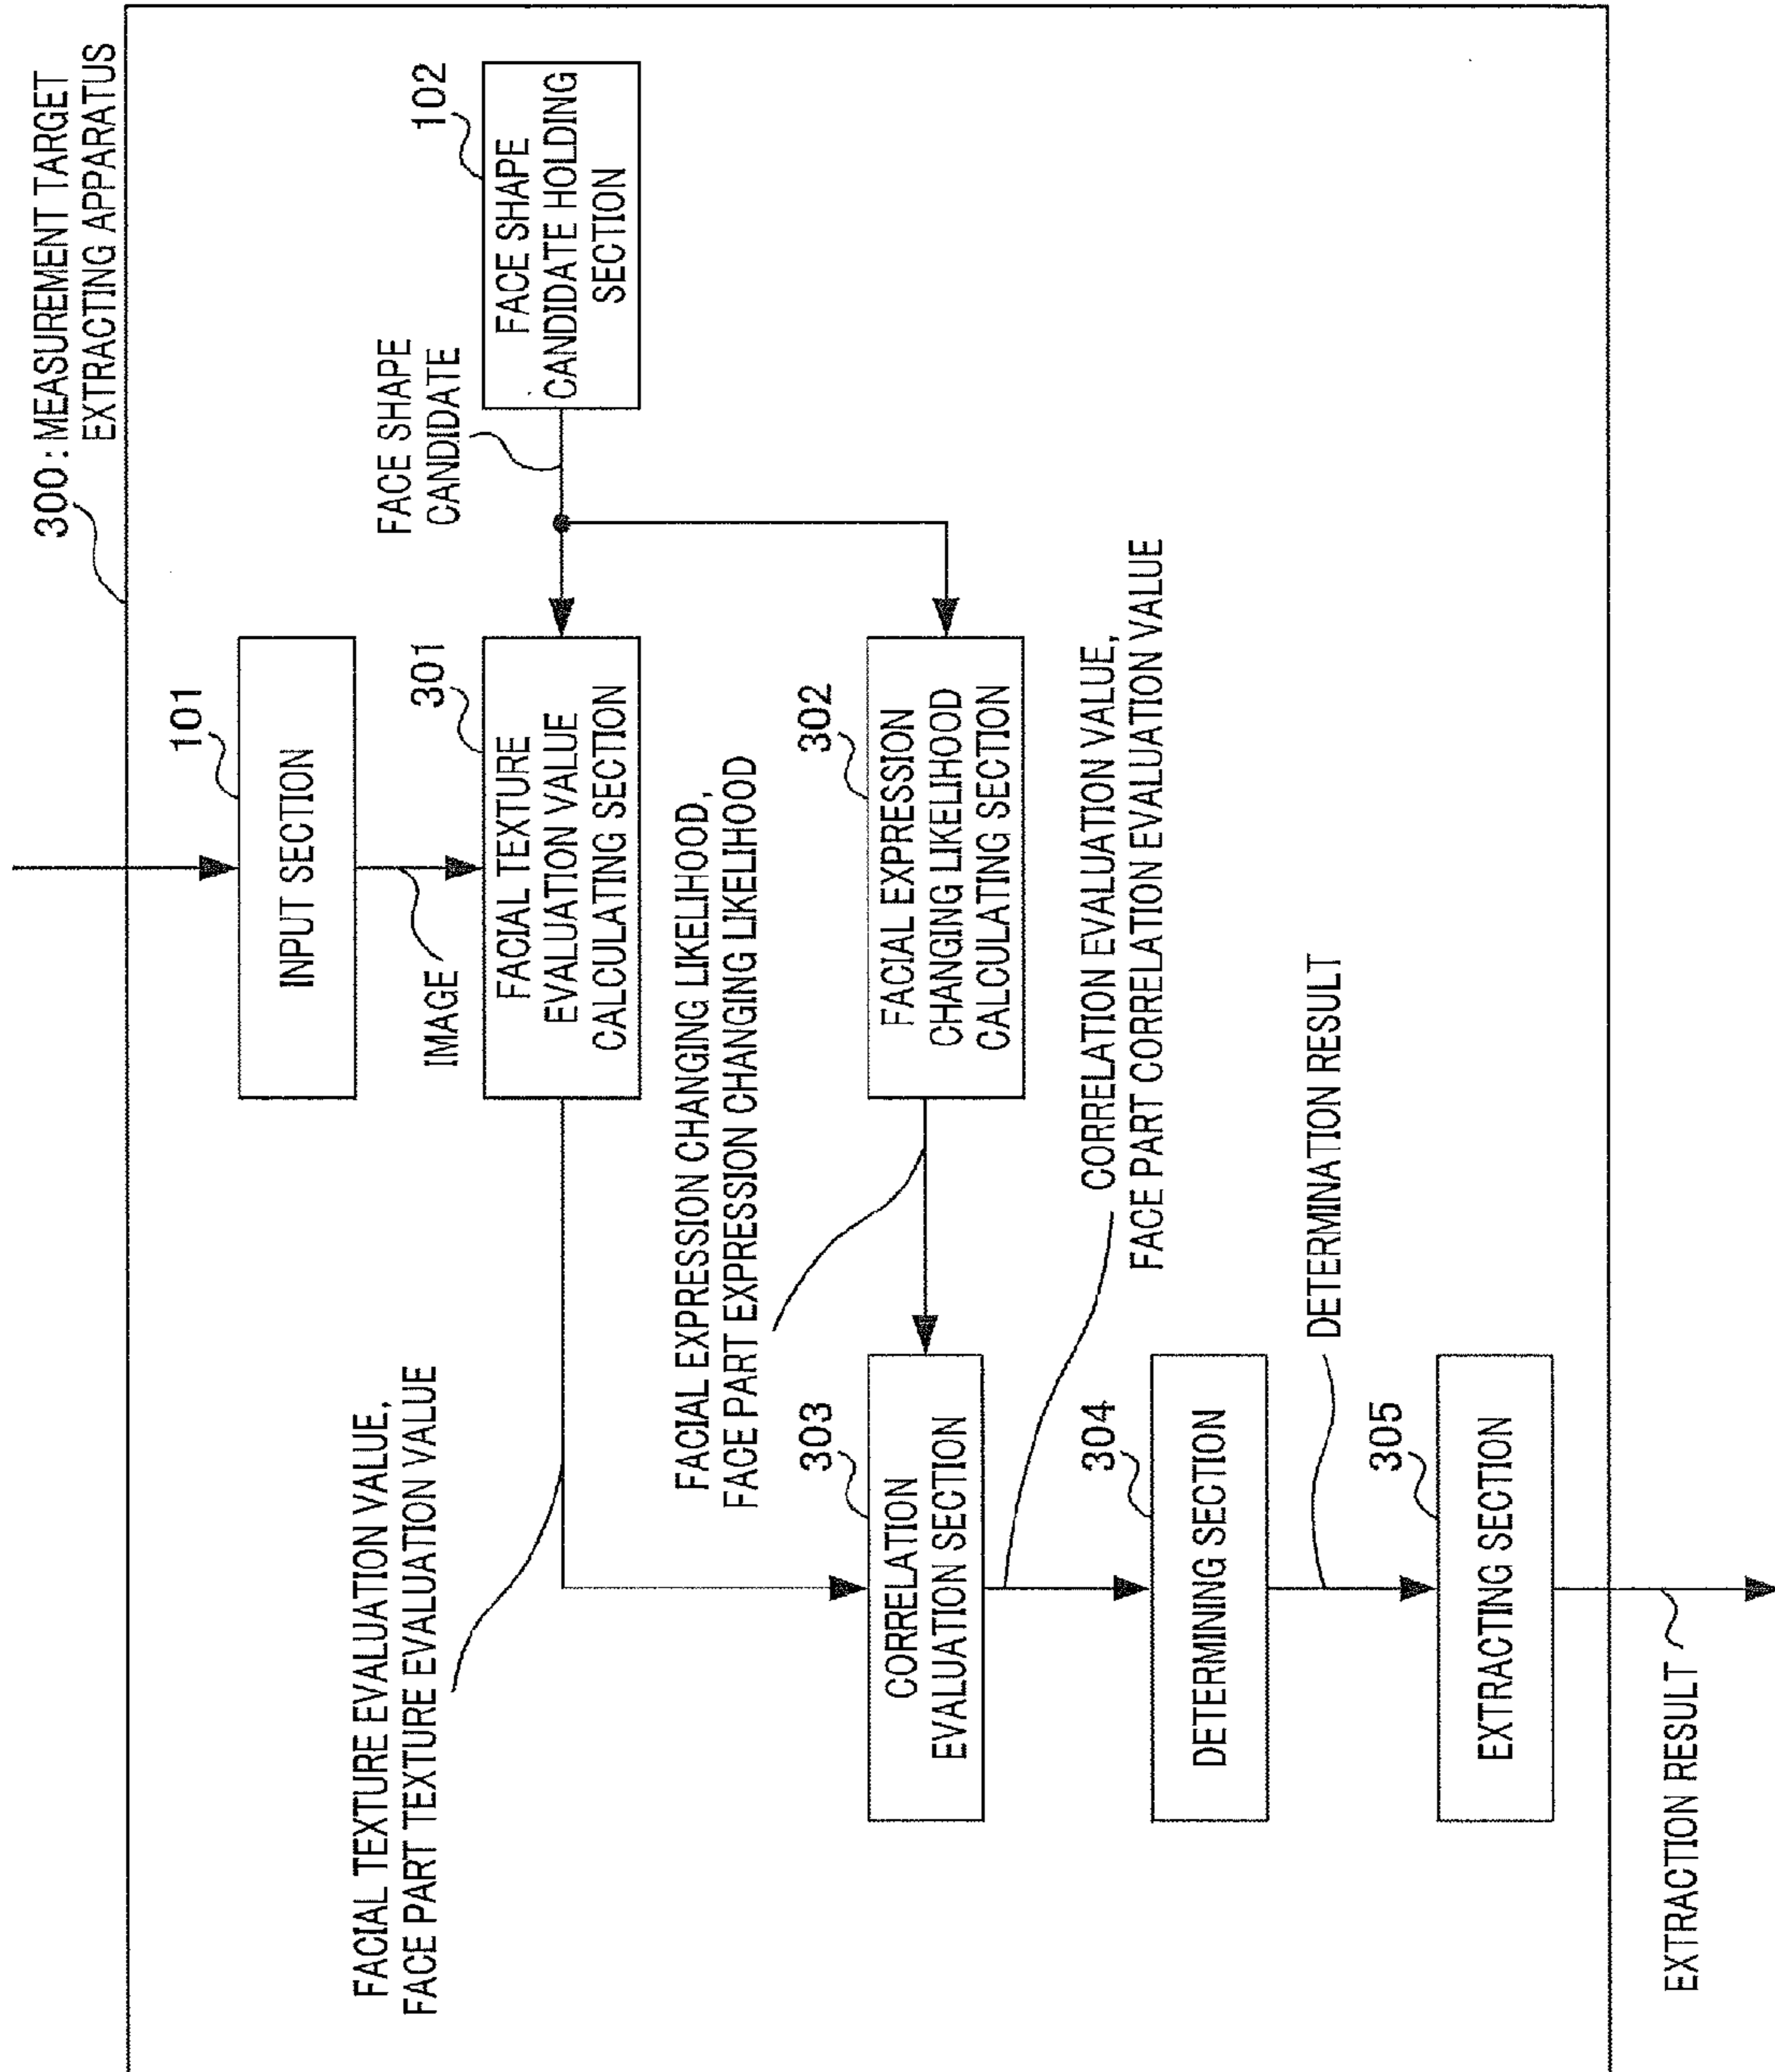 300 : MEASUREMENT TARGET
EXTRACTING APPARATUS
101
INPUT SECTION
IMAGE
102
FACE SHAPE
CANDIDATE HOLDING
SECTION
FACE SHAPE
CANDIDATE
301
FACIAL TEXTURE
EVALUATION VALUE
CALCULATING SECTION
302
FACIAL EXPRESSION
CHANGING LIKELIHOOD
CALCULATING SECTION
FACIAL TEXTURE EVALUATION VALUE,
FACE PART TEXTURE EVALUATION VALUE
FACIAL EXPRESSION CHANGING LIKELIHOOD,
FACE PART EXPRESSION CHANGING LIKELIHOOD
303
CORRELATION
EVALUATION SECTION
CORRELATION EVALUATION VALUE,
FACE PART CORRELATION EVALUATION VALUE
304
DETERMINING SECTION
DETERMINATION RESULT
305
EXTRACTING SECTION
EXTRACTION RESULT